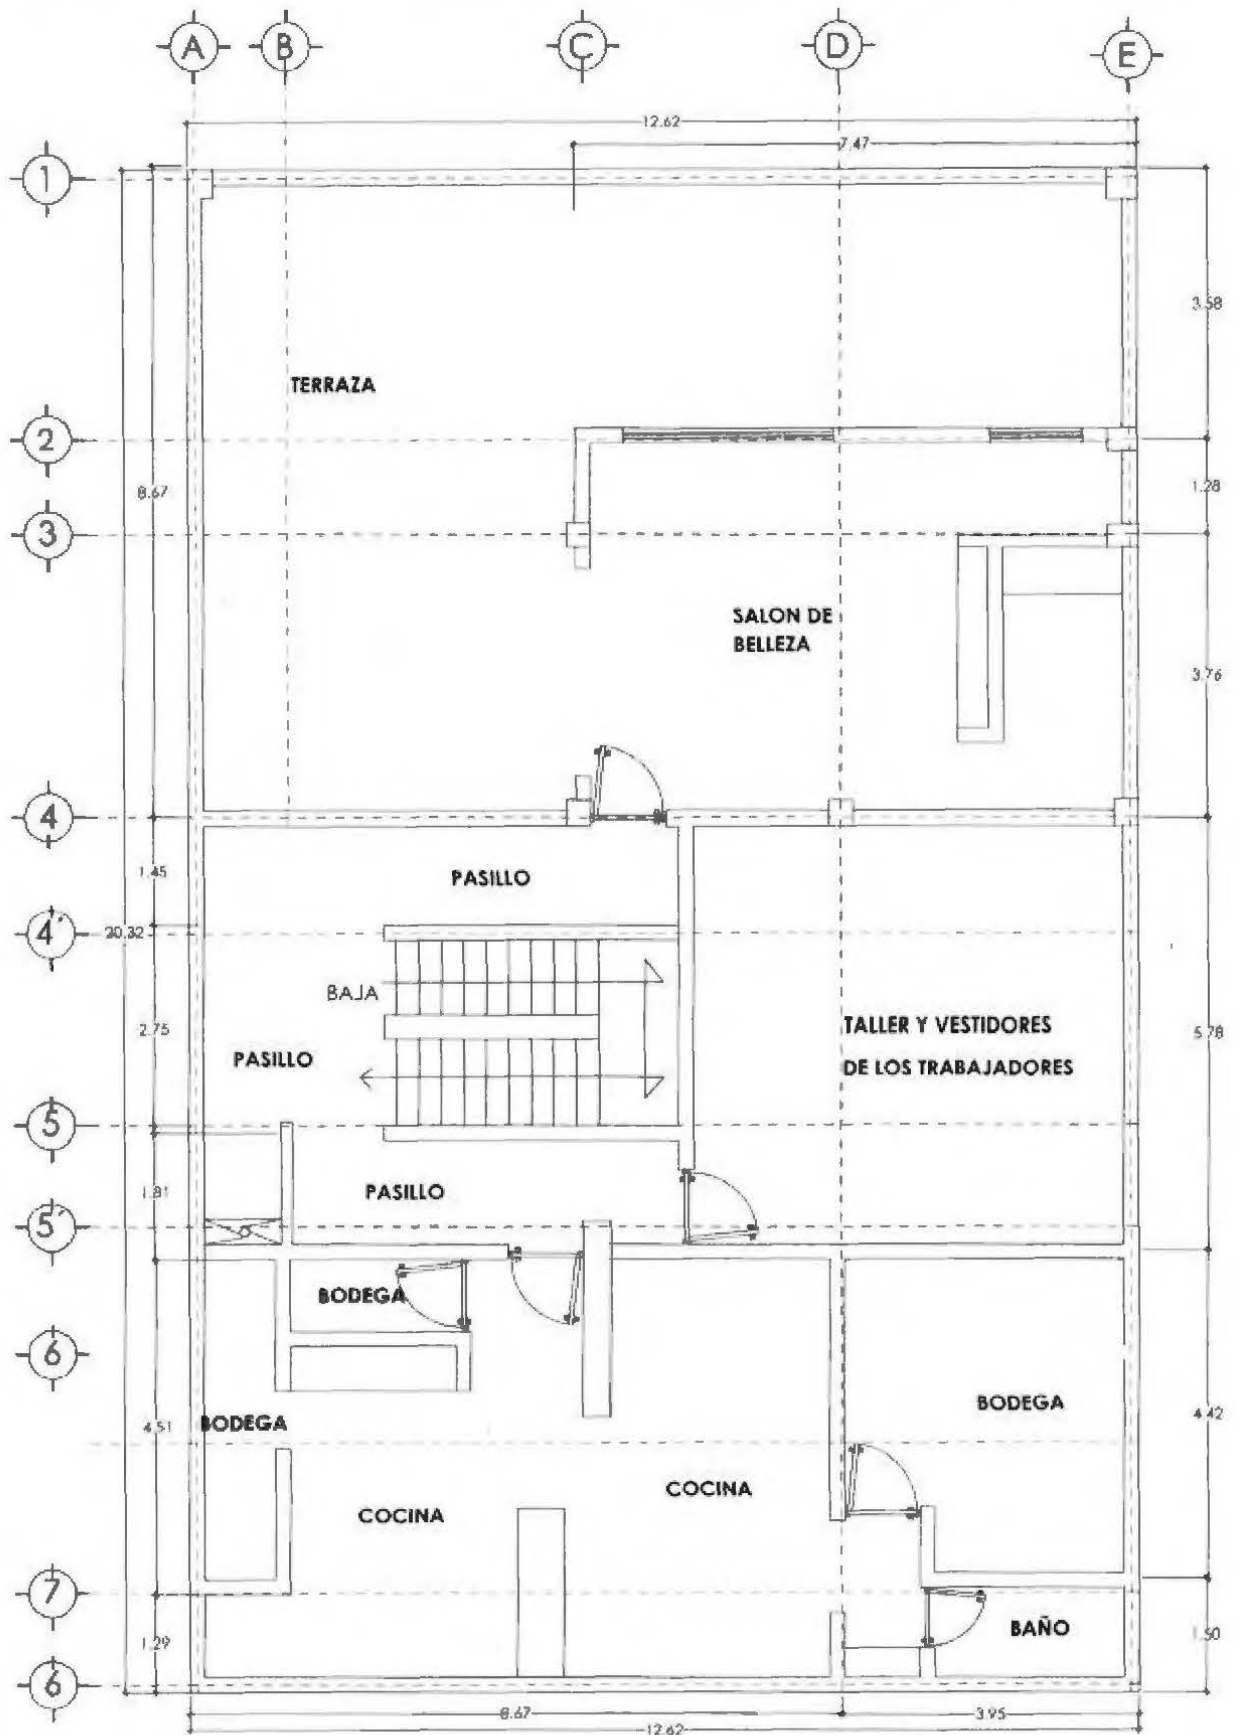 A
B
C
D
E
12.62
7.47
1
3.58
TERRAZA
2
8.67
1.28
3
SALON DE
BELLEZA
3.76
4
1.45
PASILLO
4'
20.32
BAJA
2.75
PASILLO
TALLER Y VESTIDORES
DE LOS TRABAJADORES
5.78
5
1.81
PASILLO
5'
BODEGA
6
BODEGA
4.51
BODEGA
4.42
COCINA
COCINA
7
1.29
BAÑO
1.50
6
8.67
3.95
12.62